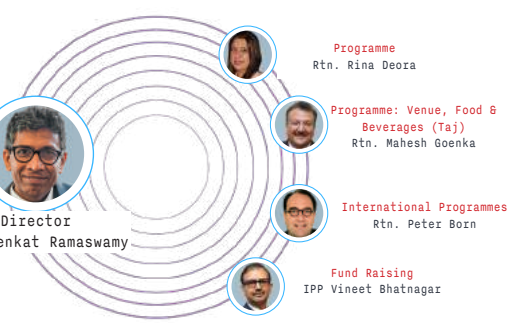 Programme
Rtn. Rina Deora
Programme: Venue, Food &
Beverages (Taj)
Rtn. Mahesh Goenka
Director
enkat Ramaswamy
International Programmes
Rtn. Peter Born
Fund Raising
IPP Vineet Bhatnagar